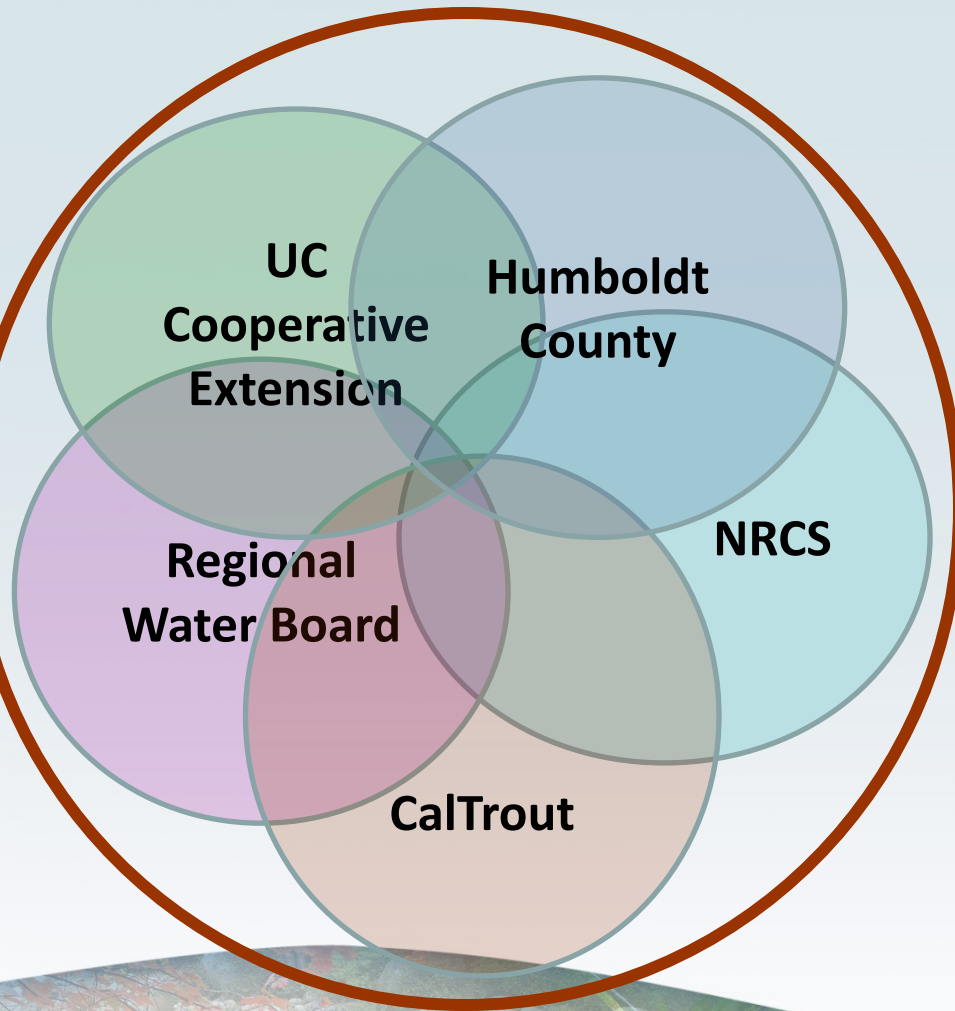 UC
Cooperative
Extension
Humboldt
County
NRCS
Regional
Water Board
CalTrout